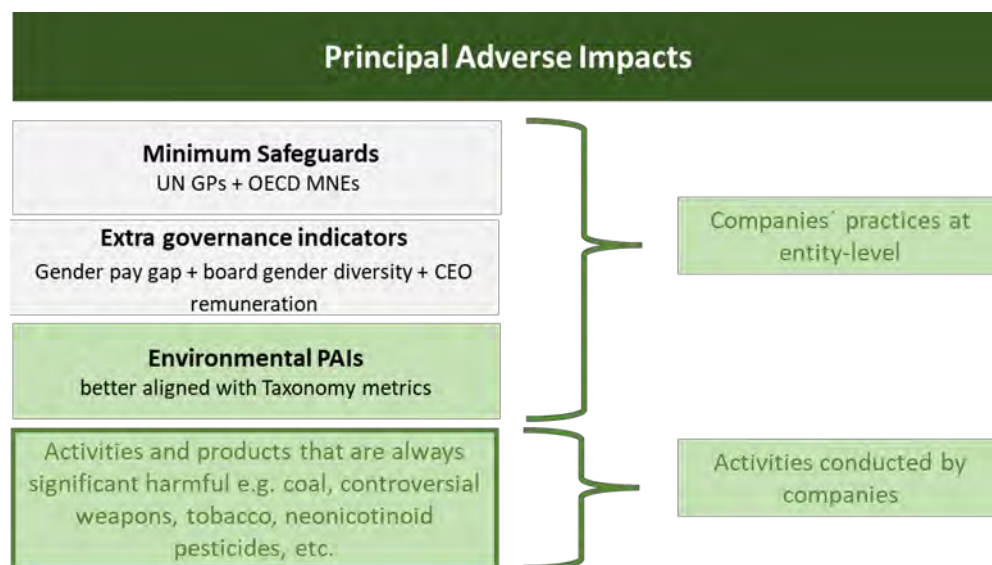 Principal Adverse Impacts
Minimum Safeguards
UN GPs + OECD MNEs
Extra governance indicators
Gender pay gap + board gender diversity + CEO
remuneration
Environmental PAIs
better aligned with Taxonomy metrics
Companies´ practices at
entity-level
Activities and products that are always
significant harmful e.g. coal, controversial
weapons, tobacco, neonicotinoid
pesticides, etc.
Activities conducted by
companies